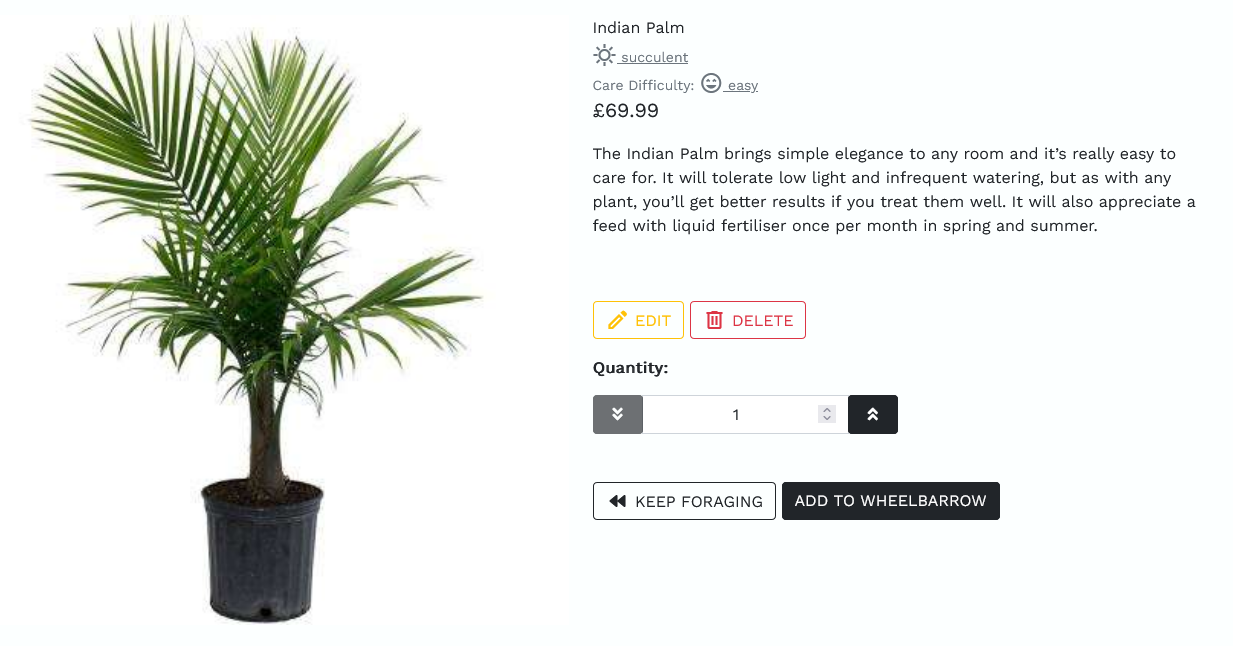 Indian Palm
succulent
Care Difficulty: easy
£69.99
The Indian Palm brings simple elegance to any room and it’s really easy to
care for. It will tolerate low light and infrequent watering, but as with any
plant, you’ll get better results if you treat them well. It will also appreciate a
feed with liquid fertiliser once per month in spring and summer.
EDIT DELETE
Quantity:
1
KEEP FORAGING ADD TO WHEELBARROW